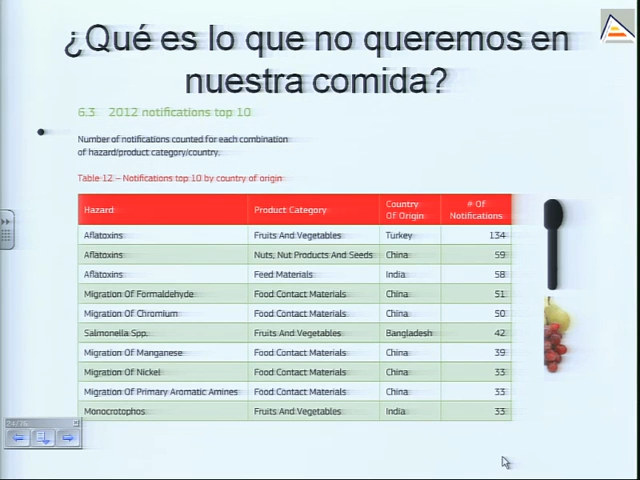 ¿Qué es lo que no queremos en
nuestra comida?
6.3 2012 notifications top 10
Number of notifications counted for each combination
of hazard/product category/country.
Table 12 – Notifications top 10 by country of origin
Hazard Product Category Country Of Origin # Of Notifications
Aflatoxins Fruits And Vegetables Turkey 134
Aflatoxins Nuts, Nut Products And Seeds China 59
Aflatoxins Feed Materials India 58
Migration Of Formaldehyde Food Contact Materials China 51
Migration Of Chromium Food Contact Materials China 50
Salmonella Spp. Fruits And Vegetables Bangladesh 42
Migration Of Manganese Food Contact Materials China 39
Migration Of Nickel Food Contact Materials China 33
Migration Of Primary Aromatic Amines Food Contact Materials China 33
Monocrotophos Fruits And Vegetables India 33